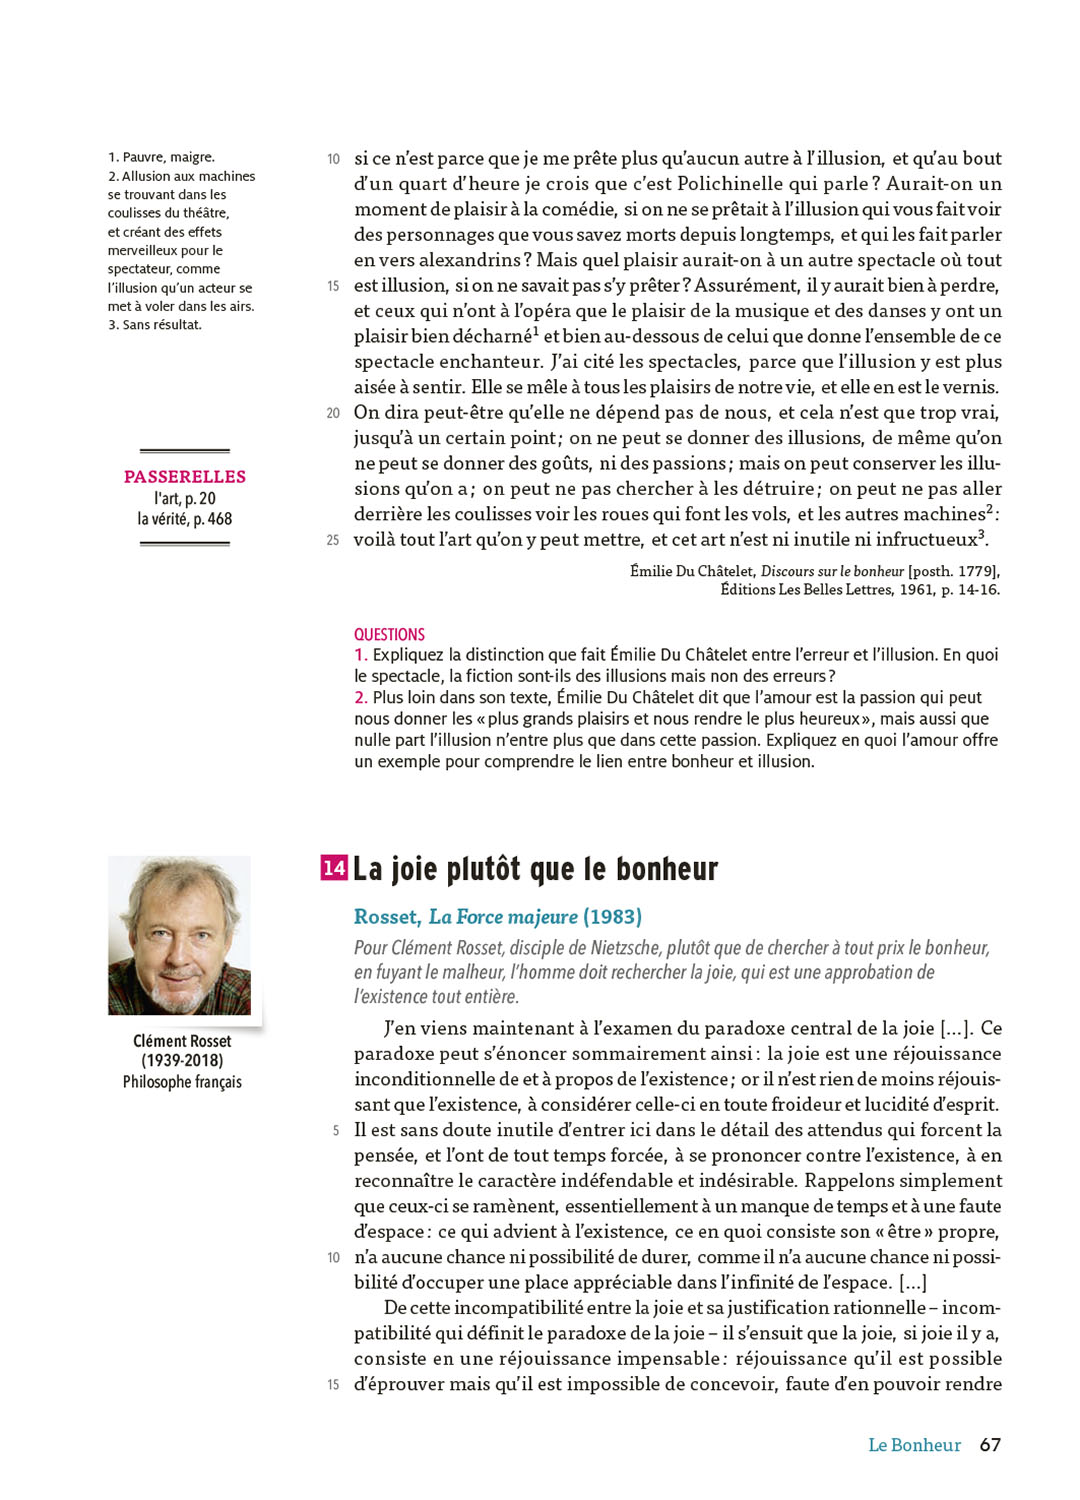 1. Pauvre, maigre.
2. Allusion aux machines
se trouvant dans les
coulisses du théâtre,
et créant des effets
merveilleux pour le
spectateur, comme
l’illusion qu’un acteur se
met à voler dans les airs.
3. Sans résultat.
PASSERELLES
l'art, p. 20
la vérité, p. 468
10 si ce n’est parce que je me prête plus qu’aucun autre à l’illusion, et qu’au bout
d’un quart d’heure je crois que c’est Polichinelle qui parle ? Aurait-on un
moment de plaisir à la comédie, si on ne se prêtait à l’illusion qui vous fait voir
des personnages que vous savez morts depuis longtemps, et qui les fait parler
en vers alexandrins ? Mais quel plaisir aurait-on à un autre spectacle où tout
15 est illusion, si on ne savait pas s’y prêter ? Assurément, il y aurait bien à perdre,
et ceux qui n’ont à l’opéra que le plaisir de la musique et des danses y ont un
plaisir bien décharné1 et bien au-dessous de celui que donne l’ensemble de ce
spectacle enchanteur. J’ai cité les spectacles, parce que l’illusion y est plus
aisée à sentir. Elle se mêle à tous les plaisirs de notre vie, et elle en est le vernis.
20 On dira peut-être qu’elle ne dépend pas de nous, et cela n’est que trop vrai,
jusqu’à un certain point ; on ne peut se donner des illusions, de même qu’on
ne peut se donner des goûts, ni des passions ; mais on peut conserver les illu-
sions qu’on a ; on peut ne pas chercher à les détruire ; on peut ne pas aller
derrière les coulisses voir les roues qui font les vols, et les autres machines2 :
25 voilà tout l’art qu’on y peut mettre, et cet art n’est ni inutile ni infructueux3.
Émilie Du Châtelet, Discours sur le bonheur [posth. 1779],
Éditions Les Belles Lettres, 1961, p. 14-16.
QUESTIONS
1. Expliquez la distinction que fait Émilie Du Châtelet entre l’erreur et l’illusion. En quoi
le spectacle, la fiction sont-ils des illusions mais non des erreurs ?
2. Plus loin dans son texte, Émilie Du Châtelet dit que l’amour est la passion qui peut
nous donner les « plus grands plaisirs et nous rendre le plus heureux », mais aussi que
nulle part l’illusion n’entre plus que dans cette passion. Expliquez en quoi l’amour offre
un exemple pour comprendre le lien entre bonheur et illusion.
14 La joie plutôt que le bonheur
Rosset, La Force majeure (1983)
Pour Clément Rosset, disciple de Nietzsche, plutôt que de chercher à tout prix le bonheur,
en fuyant le malheur, l’homme doit rechercher la joie, qui est une approbation de
l’existence tout entière.
Clément Rosset
(1939-2018)
Philosophe français
J’en viens maintenant à l’examen du paradoxe central de la joie [...]. Ce
paradoxe peut s’énoncer sommairement ainsi : la joie est une réjouissance
inconditionnelle de et à propos de l’existence ; or il n’est rien de moins réjouis-
sant que l’existence, à considérer celle-ci en toute froideur et lucidité d’esprit.
5 Il est sans doute inutile d’entrer ici dans le détail des attendus qui forcent la
pensée, et l’ont de tout temps forcée, à se prononcer contre l’existence, à en
reconnaître le caractère indéfendable et indésirable. Rappelons simplement
que ceux-ci se ramènent, essentiellement à un manque de temps et à une faute
d’espace : ce qui advient à l’existence, ce en quoi consiste son « être » propre,
10 n’a aucune chance ni possibilité de durer, comme il n’a aucune chance ni possi-
bilité d’occuper une place appréciable dans l’infinité de l’espace. [...]
De cette incompatibilité entre la joie et sa justification rationnelle – incom-
patibilité qui définit le paradoxe de la joie – il s’ensuit que la joie, si joie il y a,
consiste en une réjouissance impensable : réjouissance qu’il est possible
15 d’éprouver mais qu’il est impossible de concevoir, faute d’en pouvoir rendre
Le Bonheur 67